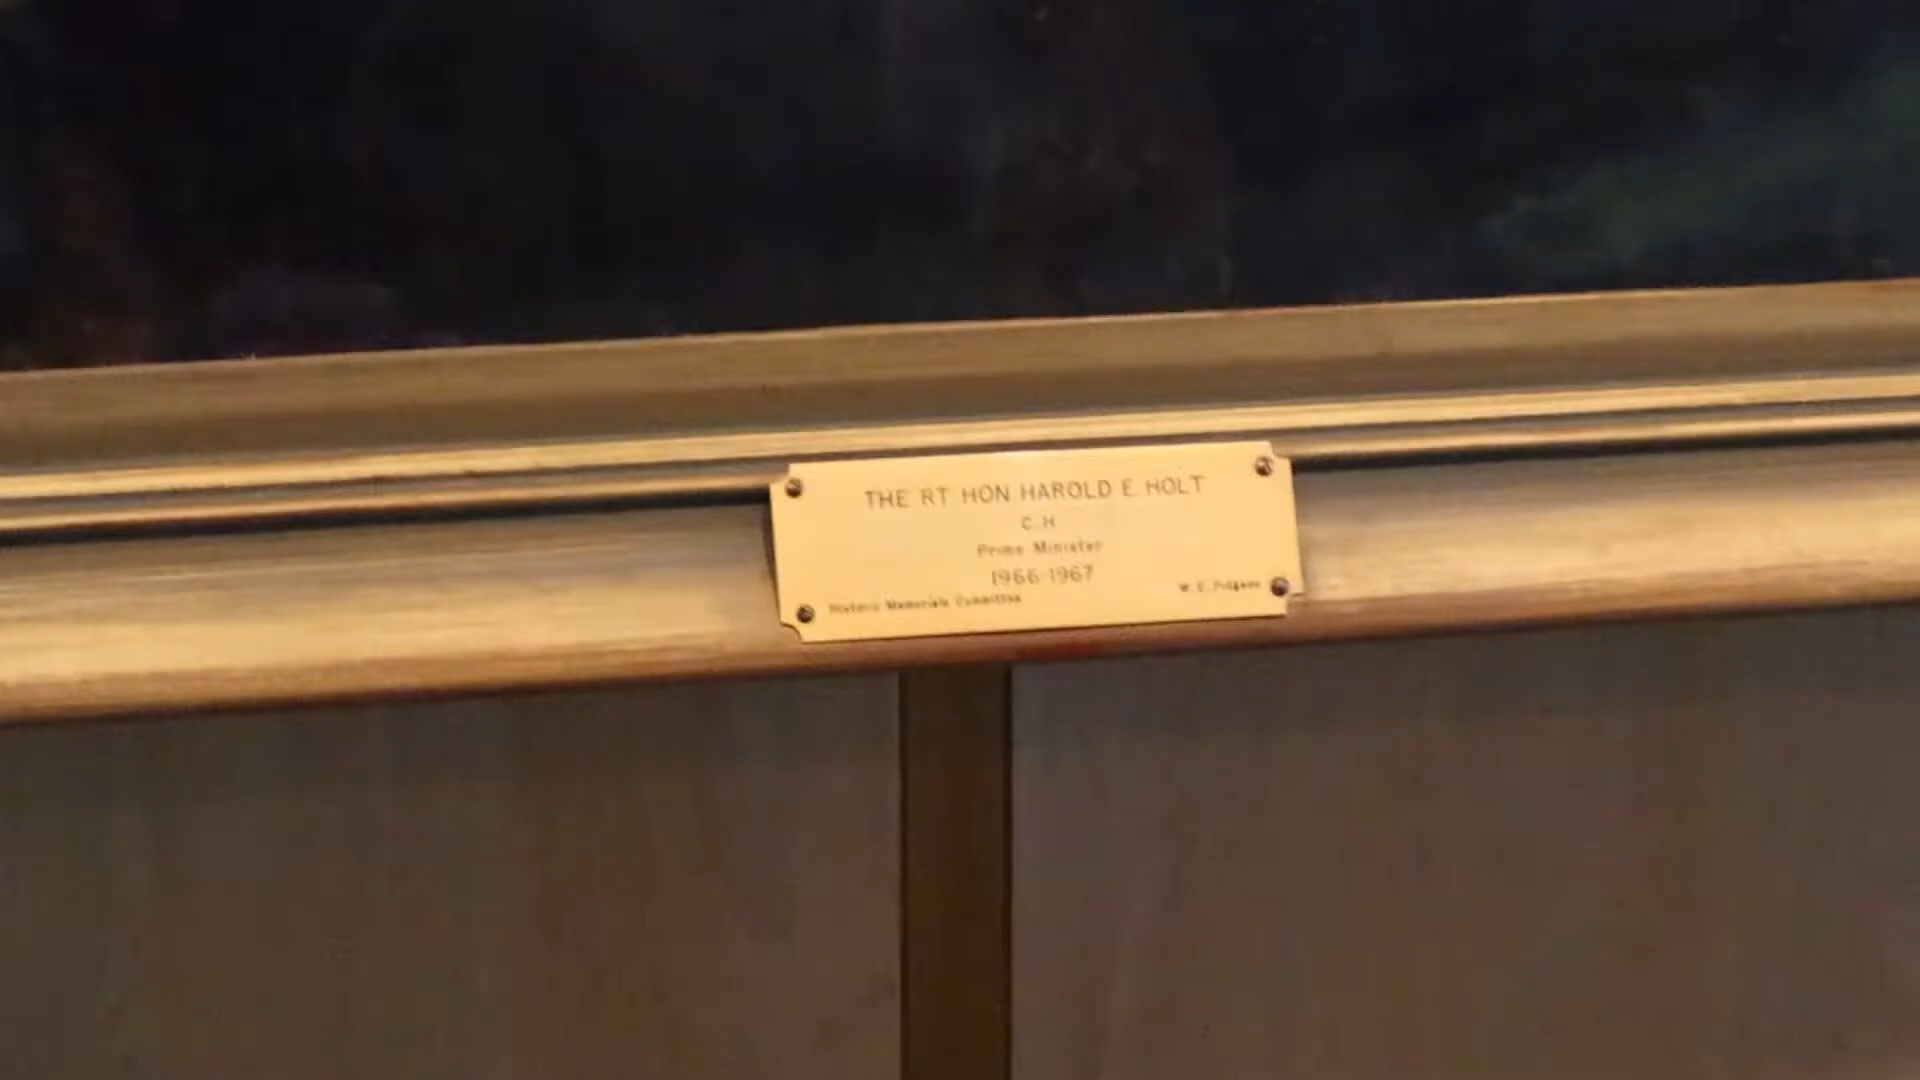 THE RT HON HAROLD E. HOLT
C H
Prime Minister
1966-1967
Historic Memorials Committee
W. E. Pidgeon